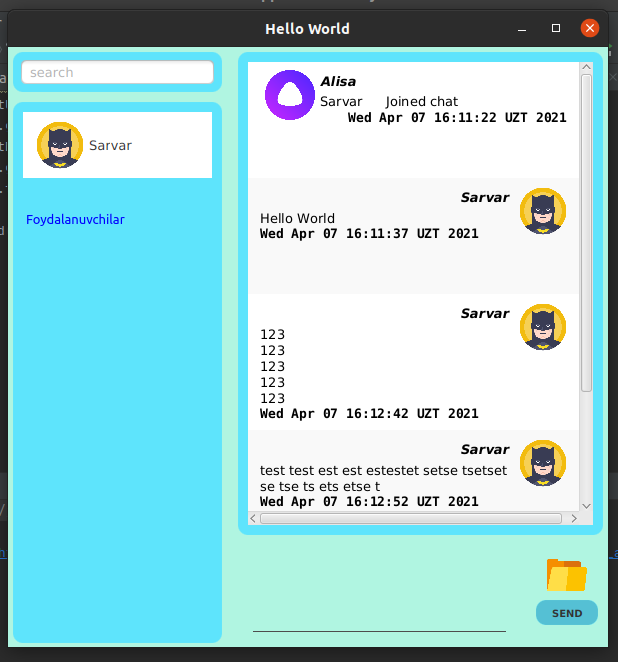 Hello World
search
Sarvar
Foydalanuvchilar
Alisa
Sarvar Joined chat
Wed Apr 07 16:11:22 UZT 2021
Sarvar
Hello World
Wed Apr 07 16:11:37 UZT 2021
Sarvar
123
123
123
123
123
Wed Apr 07 16:12:42 UZT 2021
Sarvar
test test est est estestet setse tsetset
se tse ts ets etse t
Wed Apr 07 16:12:52 UZT 2021
SEND